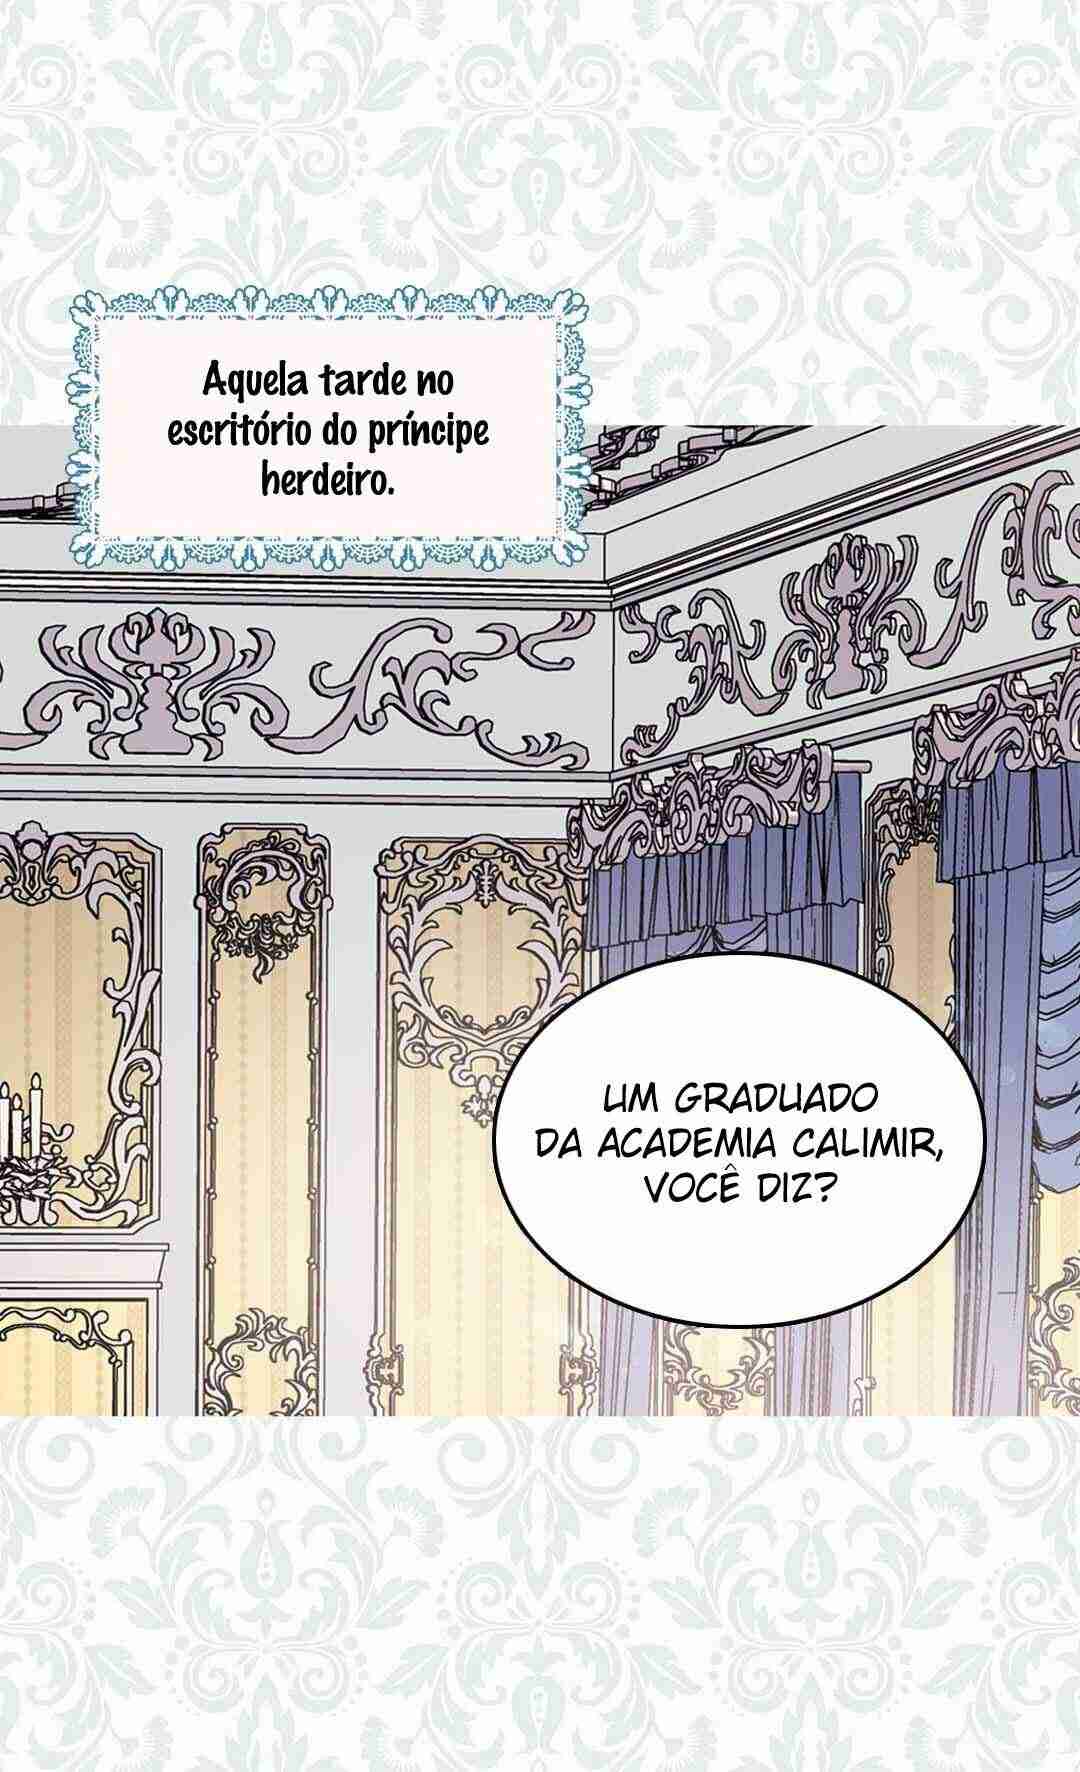 Aquela tarde no
escritório do príncipe
herdeiro.
UM GRADUADO
DA ACADEMIA CALIMIR,
VOCÊ DIZ?